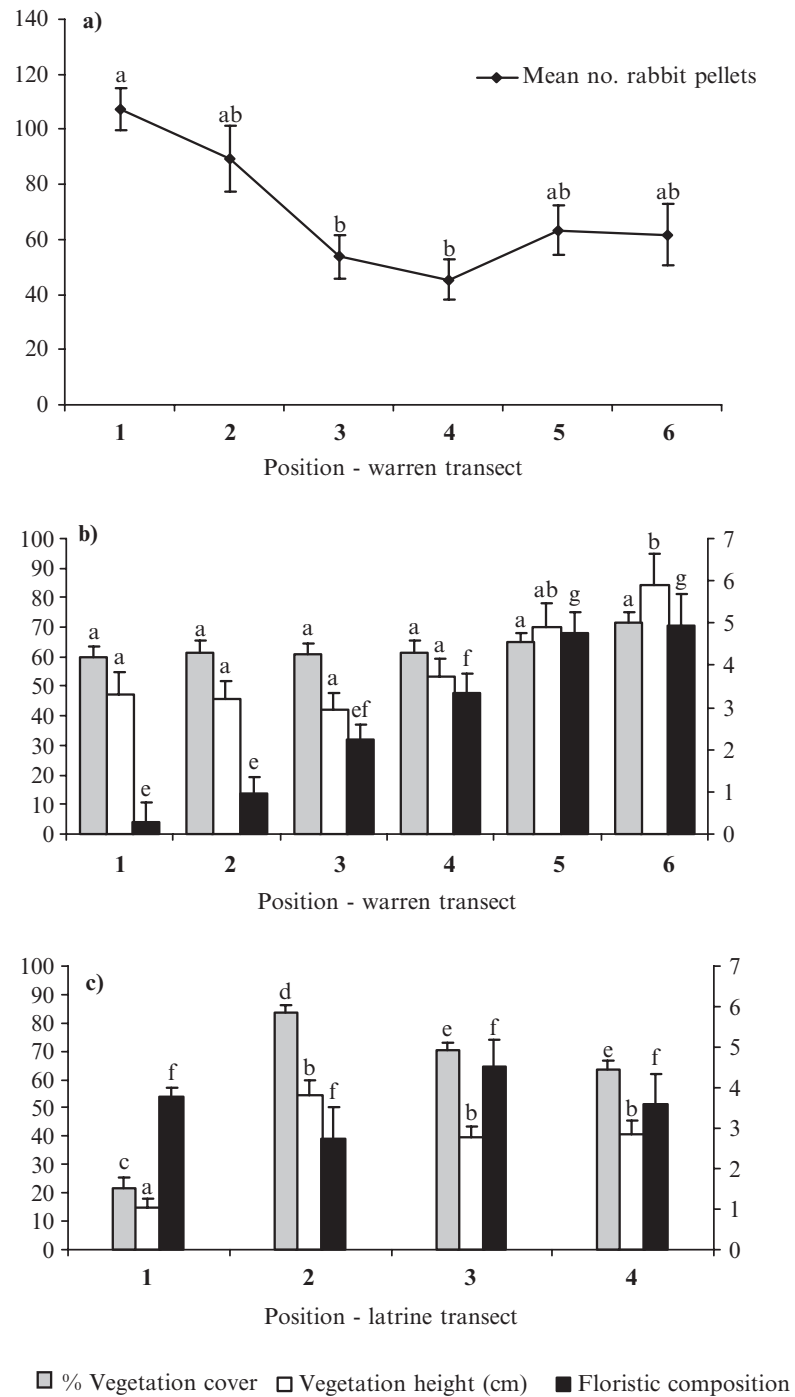 a)
140
120
100
80
60
40
20
0
a
ab
b
b
ab
ab
Mean no. rabbit pellets
1 2 3 4 5 6
Position - warren transect
b)
100
90
80
70
60
50
40
30
20
10
0
7
6
5
4
3
2
1
0
a a e
a a e
a a ef
a a f
a ab g
a b g
1 2 3 4 5 6
Position - warren transect
c)
100
90
80
70
60
50
40
30
20
10
0
7
6
5
4
3
2
1
0
c a f
d b f
e b f
e b f
1 2 3 4
Position - latrine transect
% Vegetation cover Vegetation height (cm) Floristic composition